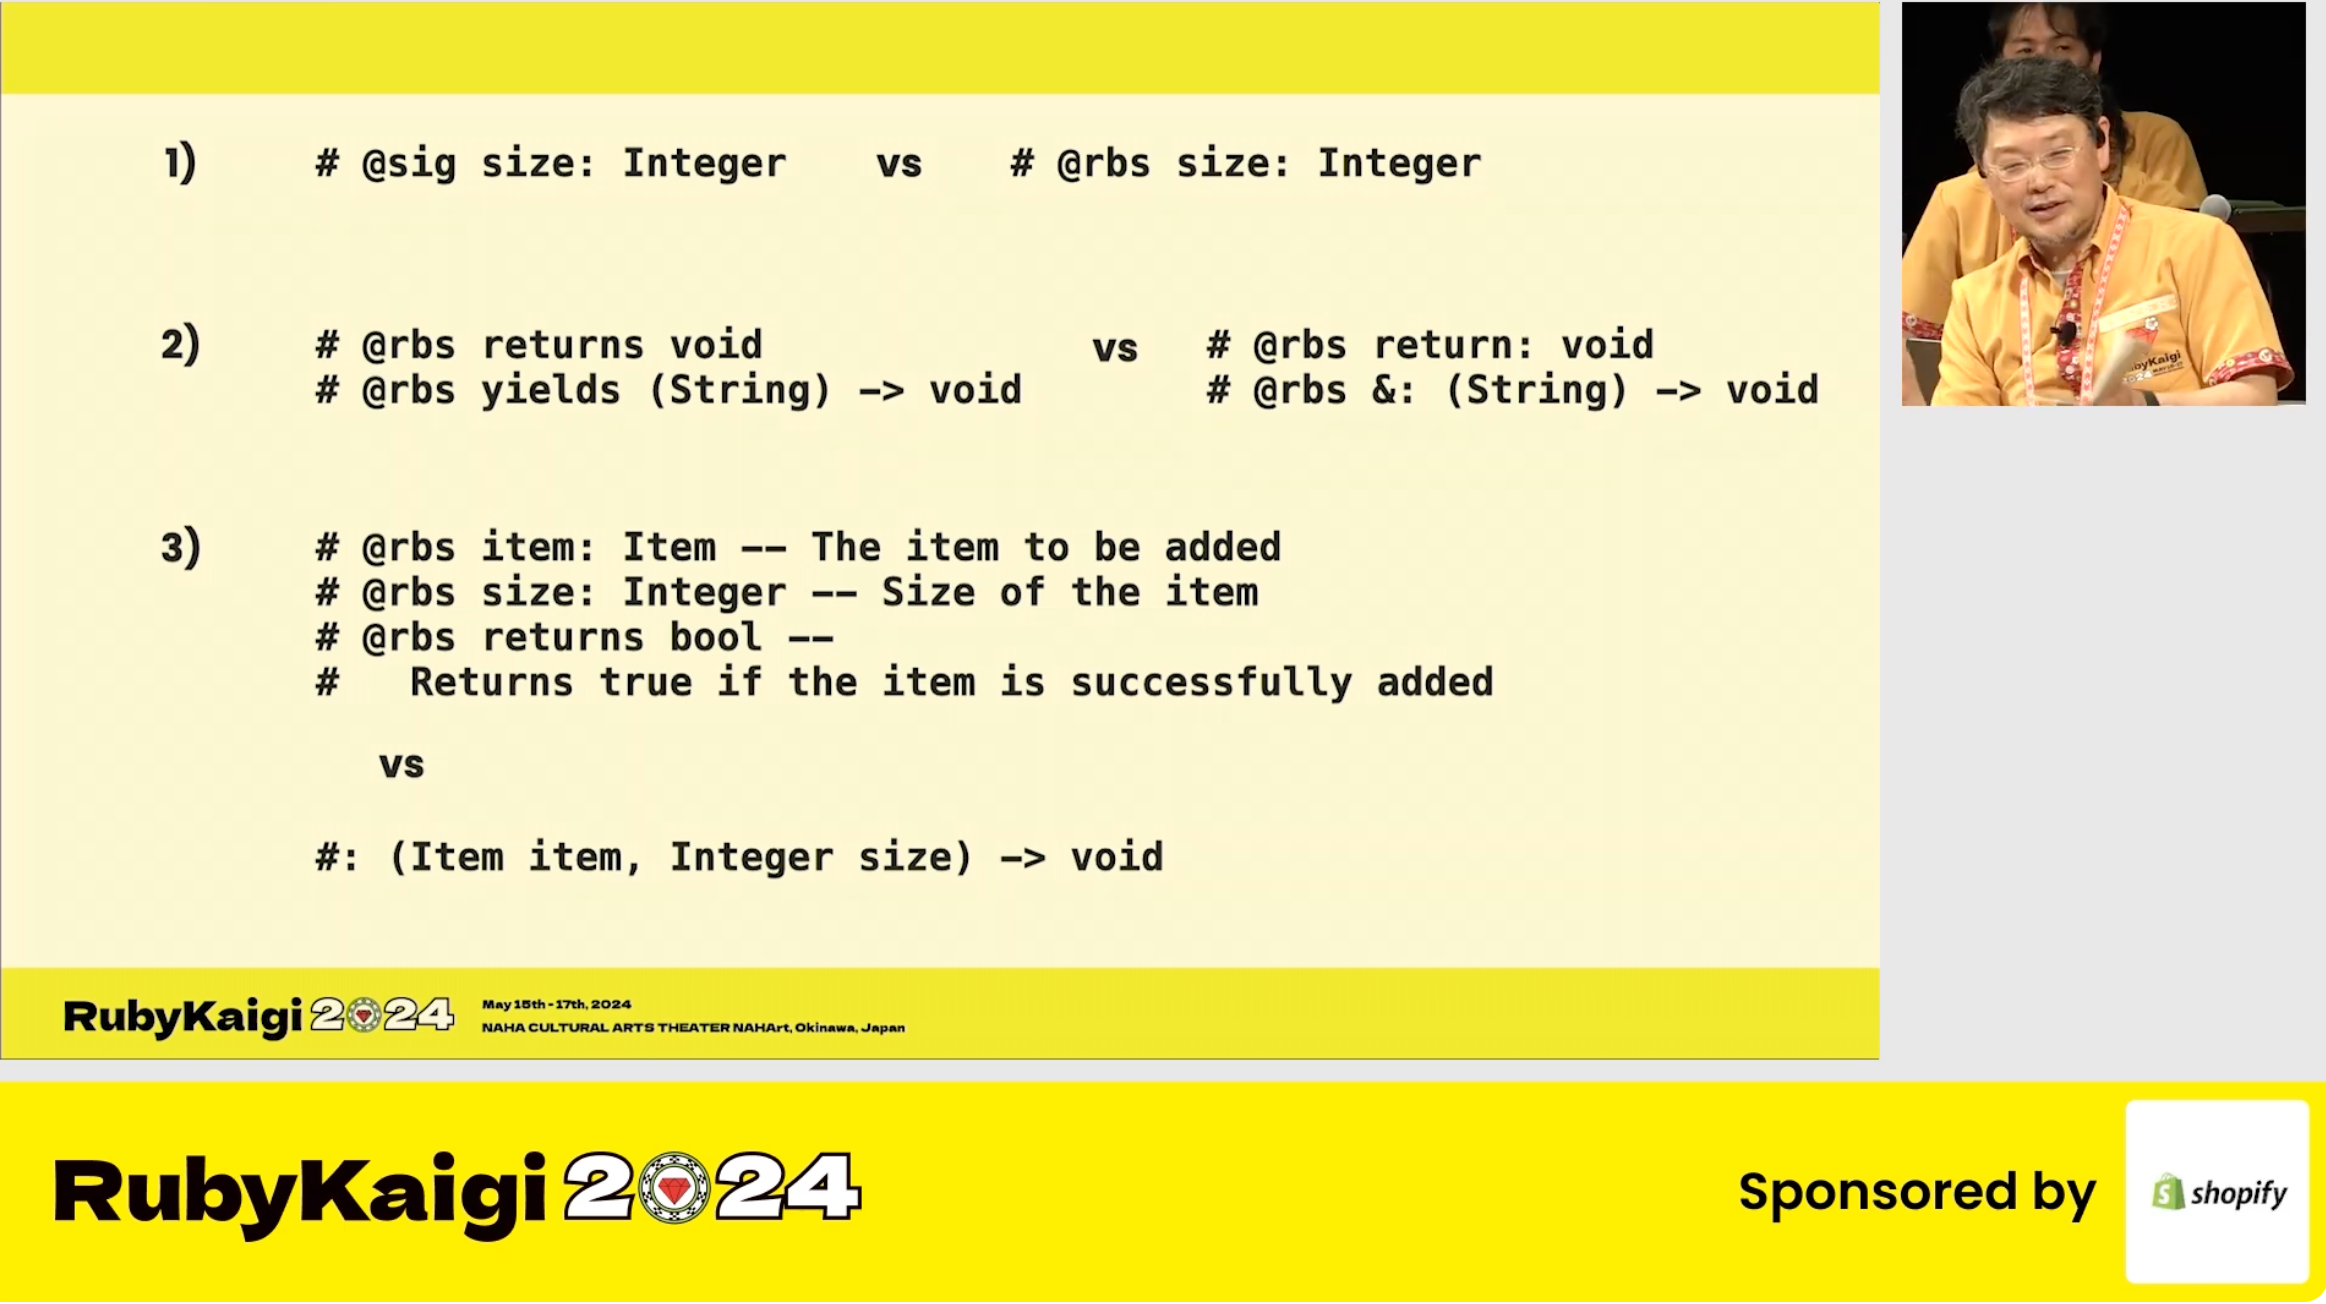 1) # @sig size: Integer vs # @rbs size: Integer
2) # @rbs returns void vs # @rbs return: void
# @rbs yields (String) -> void # @rbs &: (String) -> void
3) # @rbs item: Item -- The item to be added
# @rbs size: Integer -- Size of the item
# @rbs returns bool --
# Returns true if the item is successfully added
vs
#: (Item item, Integer size) -> void
RubyKaigi 2024
May 15th - 17th, 2024
NAHA CULTURAL ARTS THEATER NAHArt, Okinawa, Japan
RubyKaigi 2024
Sponsored by
shopify